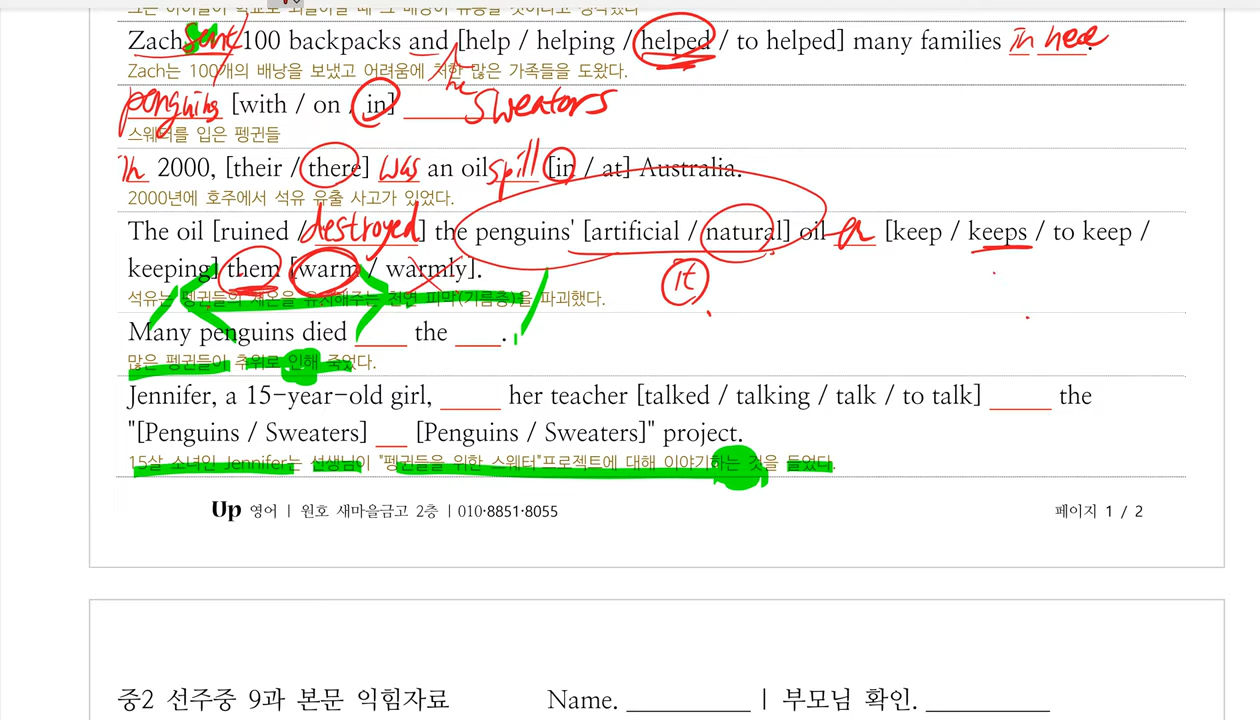 Zach sent 100 backpacks and [help / helping / helped / to helped] many families in need.
he
Zach는 100개의 배낭을 보냈고 어려움에 처한 많은 가족들을 도왔다.
penguins [with / on / in] sweaters
스웨터를 입은 펭귄들
In 2000, [their / there] was an oil spill [in / at] Australia.
2000년에 호주에서 석유 유출 사고가 있었다.
The oil [ruined / destroyed] the penguins' [artificial / natural] oil [keep / keeps / to keep /
keeping] them [warm / warmly].
it
석유는 펭귄들의 체온을 유지해주는 천연 피막(기름층)을 파괴했다.
Many penguins died ____ the ____.
많은 펭귄들이 추위로 인해 죽었다.
Jennifer, a 15-year-old girl, ____ her teacher [talked / talking / talk / to talk] ____ the
"[Penguins / Sweaters] __ [Penguins / Sweaters]" project.
15살 소녀인 Jennifer는 선생님이 "펭귄들을 위한 스웨터"프로젝트에 대해 이야기하는 것을 들었다.
Up 영어 | 원호 새마을금고 2층 | 010·8851·8055 페이지 1 / 2
중2 선주중 9과 본문 익힘자료 Name. ________ | 부모님 확인. ________